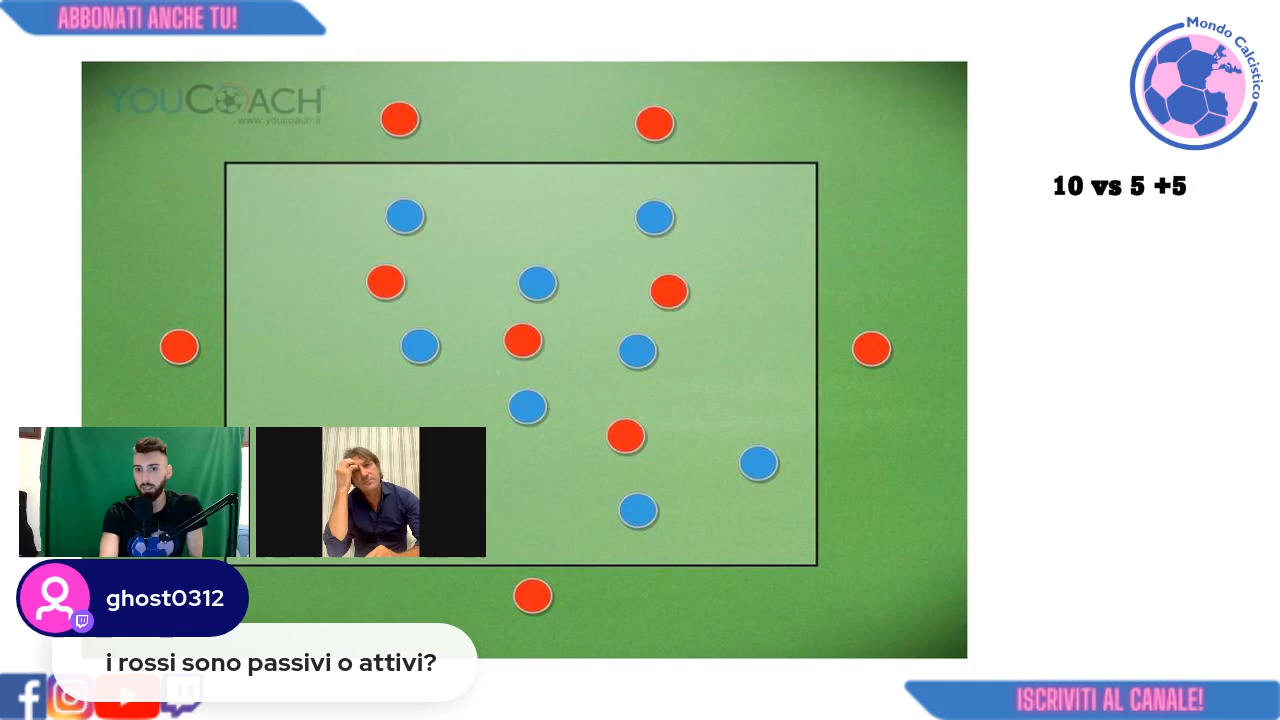 ABBONATI ANCHE TU!
Mondo Calcistico
YOUCOACH
www.youcoach.it
10 vs 5 +5
ghost0312
i rossi sono passivi o attivi?
ISCRIVITI AL CANALE!